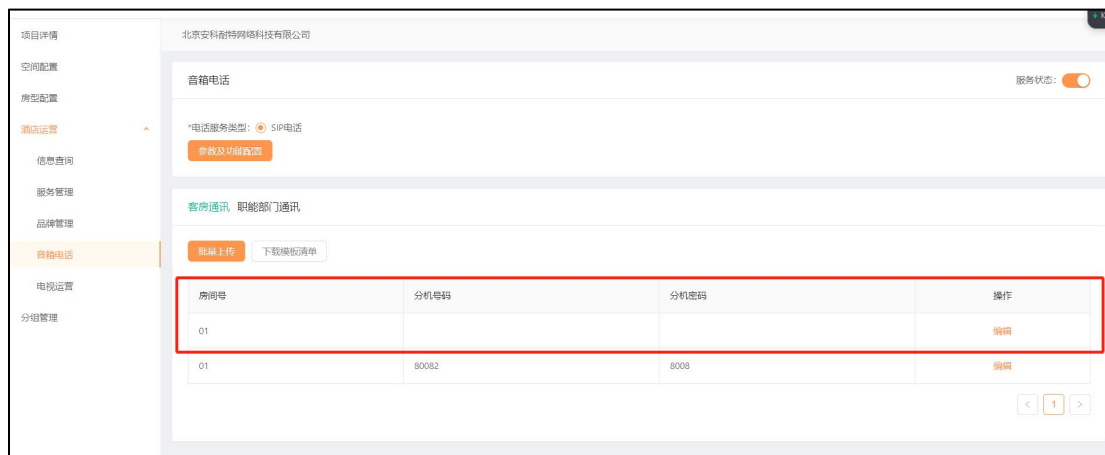 项目详情
空间配置
房型配置
酒店运营
信息查询
服务管理
品牌管理
音箱电话
电视运营
分组管理
北京安科耐特网络科技有限公司
音箱电话 服务状态:
*电话服务类型: SIP电话
参数及功能配置
客房通讯 职能部门通讯
批量上传 下载模板清单
房间号 分机号码 分机密码 操作
01 编辑
01 80082 8008 编辑
< 1 >